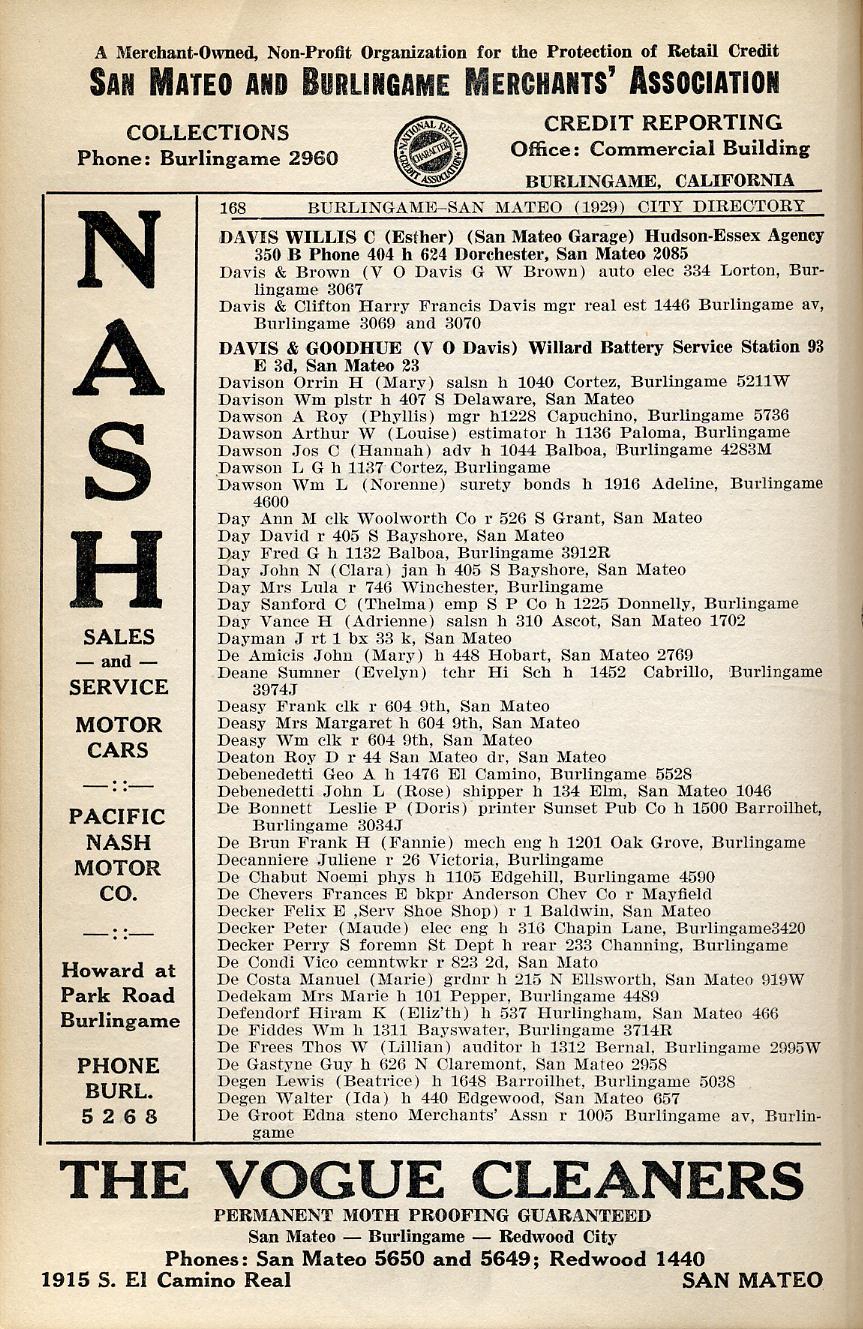 A Merchant-Owned, Non-Profit Organization for the Protection of Retail Credit
SAN MATEO AND BURLINGAME MERCHANTS' ASSOCIATION
COLLECTIONS
Phone: Burlingame 2960
NATIONAL RETAIL
CHARACTER
CREDIT ASSOCIATION
CREDIT REPORTING
Office: Commercial Building
BURLINGAME, CALIFORNIA
NASH
SALES
— and —
SERVICE
MOTOR
CARS
—::—
PACIFIC
NASH
MOTOR
CO.
—::—
Howard at
Park Road
Burlingame
PHONE
BURL.
5 2 6 8
168 BURLINGAME-SAN MATEO (1929) CITY DIRECTORY
DAVIS WILLIS C (Esther) (San Mateo Garage) Hudson-Essex Agency
350 B Phone 404 h 624 Dorchester, San Mateo 2085
Davis & Brown (V O Davis G W Brown) auto elec 334 Lorton, Bur-
lingame 3067
Davis & Clifton Harry Francis Davis mgr real est 1446 Burlingame av,
Burlingame 3069 and 3070
DAVIS & GOODHUE (V O Davis) Willard Battery Service Station 93
E 3d, San Mateo 23
Davison Orrin H (Mary) salsn h 1040 Cortez, Burlingame 5211W
Davison Wm plstr h 407 S Delaware, San Mateo
Dawson A Roy (Phyllis) mgr h1228 Capuchino, Burlingame 5736
Dawson Arthur W (Louise) estimator h 1136 Paloma, Burlingame
Dawson Jos C (Hannah) adv h 1044 Balboa, Burlingame 4283M
Dawson L G h 1137 Cortez, Burlingame
Dawson Wm L (Norenne) surety bonds h 1916 Adeline, Burlingame
4600
Day Ann M clk Woolworth Co r 526 S Grant, San Mateo
Day David r 405 S Bayshore, San Mateo
Day Fred G h 1132 Balboa, Burlingame 3912R
Day John N (Clara) jan h 405 S Bayshore, San Mateo
Day Mrs Lula r 746 Winchester, Burlingame
Day Sanford C (Thelma) emp S P Co h 1225 Donnelly, Burlingame
Day Vance H (Adrienne) salsn h 310 Ascot, San Mateo 1702
Dayman J rt 1 bx 33 k, San Mateo
De Amicis John (Mary) h 448 Hobart, San Mateo 2769
Deane Sumner (Evelyn) tchr Hi Sch h 1452 Cabrillo, Burlingame
3974J
Deasy Frank clk r 604 9th, San Mateo
Deasy Mrs Margaret h 604 9th, San Mateo
Deasy Wm clk r 604 9th, San Mateo
Deaton Roy D r 44 San Mateo dr, San Mateo
Debenedetti Geo A h 1476 El Camino, Burlingame 5528
Debenedetti John L (Rose) shipper h 134 Elm, San Mateo 1046
De Bonnett Leslie P (Doris) printer Sunset Pub Co h 1500 Barroilhet,
Burlingame 3034J
De Brun Frank H (Fannie) mech eng h 1201 Oak Grove, Burlingame
Decanniere Juliene r 26 Victoria, Burlingame
De Chabut Noemi phys h 1105 Edgehill, Burlingame 4590
De Chevers Frances E bkpr Anderson Chev Co r Mayfield
Decker Felix E ,Serv Shoe Shop) r 1 Baldwin, San Mateo
Decker Peter (Maude) elec eng h 316 Chapin Lane, Burlingame3420
Decker Perry S foremn St Dept h rear 233 Channing, Burlingame
De Condi Vico cemntwkr r 823 2d, San Mato
De Costa Manuel (Marie) grdnr h 215 N Ellsworth, San Mateo 919W
Dedekam Mrs Marie h 101 Pepper, Burlingame 4489
Defendorf Hiram K (Eliz'th) h 537 Hurlingham, San Mateo 466
De Fiddes Wm h 1311 Bayswater, Burlingame 3714R
De Frees Thos W (Lillian) auditor h 1312 Bernal, Burlingame 2995W
De Gastyne Guy h 626 N Claremont, San Mateo 2958
Degen Lewis (Beatrice) h 1648 Barroilhet, Burlingame 5038
Degen Walter (Ida) h 440 Edgewood, San Mateo 657
De Groot Edna steno Merchants' Assn r 1005 Burlingame av, Burlin-
game
THE VOGUE CLEANERS
PERMANENT MOTH PROOFING GUARANTEED
San Mateo — Burlingame — Redwood City
Phones: San Mateo 5650 and 5649; Redwood 1440
1915 S. El Camino Real SAN MATEO